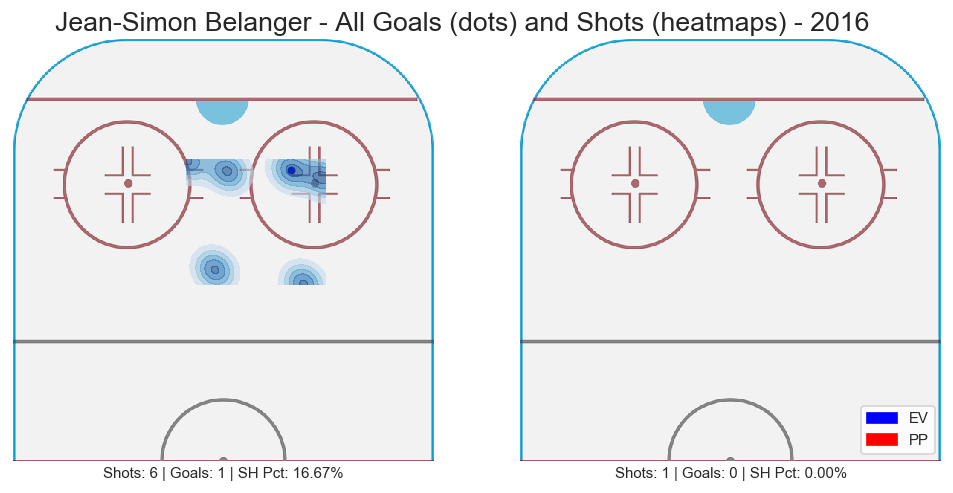 Jean-Simon Belanger - All Goals (dots) and Shots (heatmaps) - 2016
EV
PP
Shots: 6 | Goals: 1 | SH Pct: 16.67%
Shots: 1 | Goals: 0 | SH Pct: 0.00%